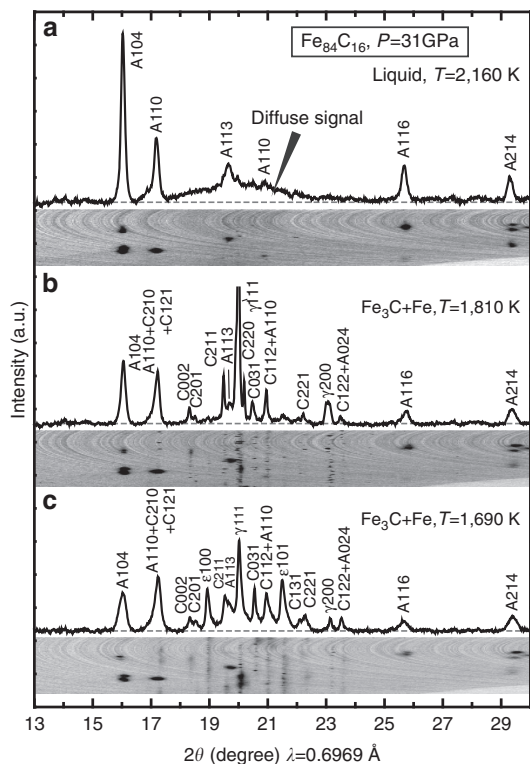 a
Fe84C16, P=31GPa
Liquid, T=2,160 K
Diffuse signal
A104
A110
A113
A110
A116
A214
b
Fe3C+Fe, T=1,810 K
A104
A110+C210
+C121
C002
C201
C211
A113
C220
γ111
C031
C112+A110
C221
γ200
C122+A024
A116
A214
c
Fe3C+Fe, T=1,690 K
A104
A110+C210
+C121
C002
C201
ε100
C211
A113
γ111
C031
C112+A110
ε101
C131
C221
γ200
C122+A024
A116
A214
Intensity (a.u.)
13 15 17 19 21 23 25 27 29
2θ (degree) λ=0.6969 Å